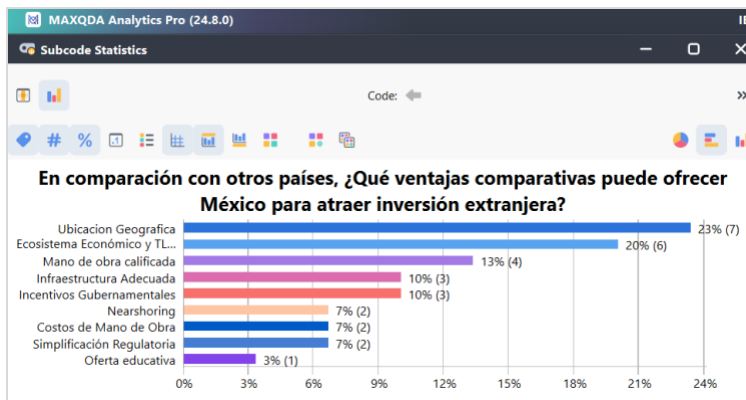 MAXQDA Analytics Pro (24.8.0)
Subcode Statistics
Code:
En comparación con otros países, ¿Qué ventajas comparativas puede ofrecer
México para atraer inversión extranjera?
Ubicacion Geografica 23% (7)
Ecosistema Económico y TL... 20% (6)
Mano de obra calificada 13% (4)
Infraestructura Adecuada 10% (3)
Incentivos Gubernamentales 10% (3)
Nearshoring 7% (2)
Costos de Mano de Obra 7% (2)
Simplificación Regulatoria 7% (2)
Oferta educativa 3% (1)
0% 3% 6% 9% 12% 15% 18% 21% 24%